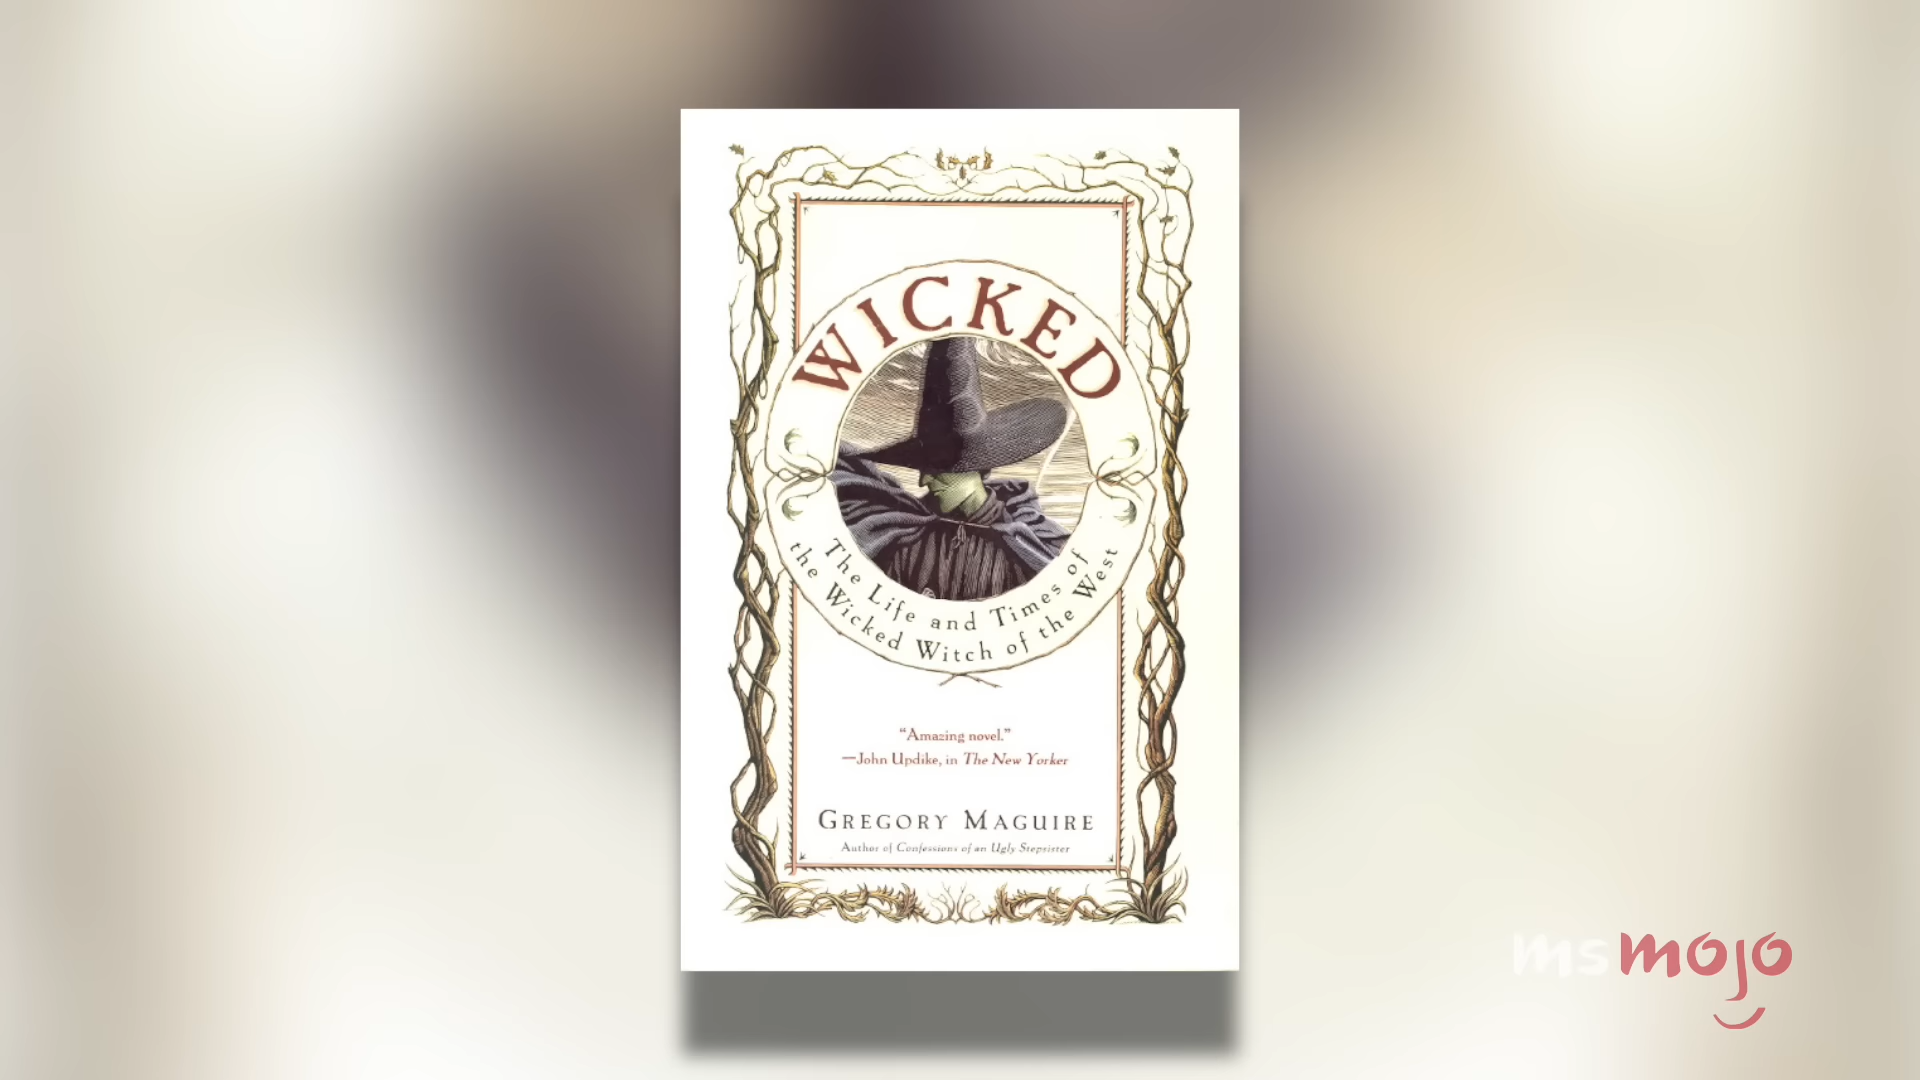 WICKED
The Life and Times of
the Wicked Witch of the West
“Amazing novel.”
—John Updike, in The New Yorker
GREGORY MAGUIRE
Author of Confessions of an Ugly Stepsister
msmojo